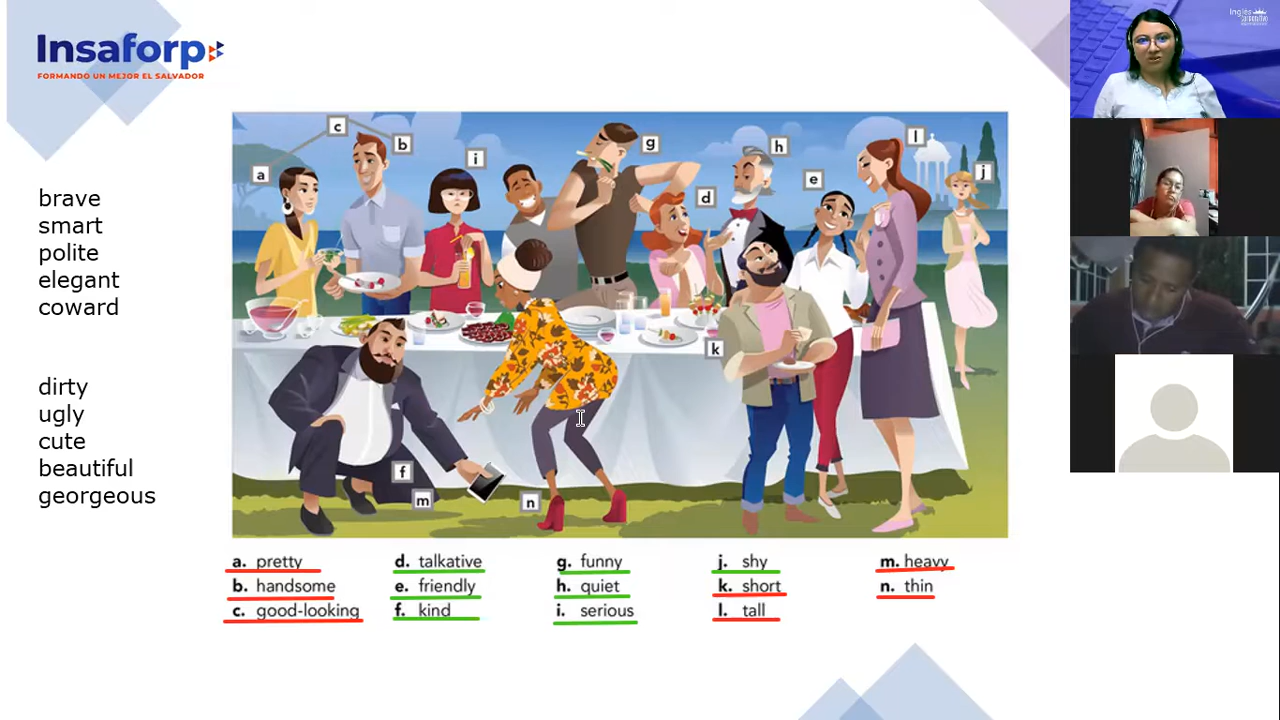 Insaforp
FORMANDO UN MEJOR EL SALVADOR
brave
smart
polite
elegant
coward
dirty
ugly
cute
beautiful
georgeous
a
c
b
i
g
d
h
e
l
j
k
f
m
n
a. pretty
b. handsome
c. good-looking
d. talkative
e. friendly
f. kind
g. funny
h. quiet
i. serious
j. shy
k. short
l. tall
m. heavy
n. thin
Inglés